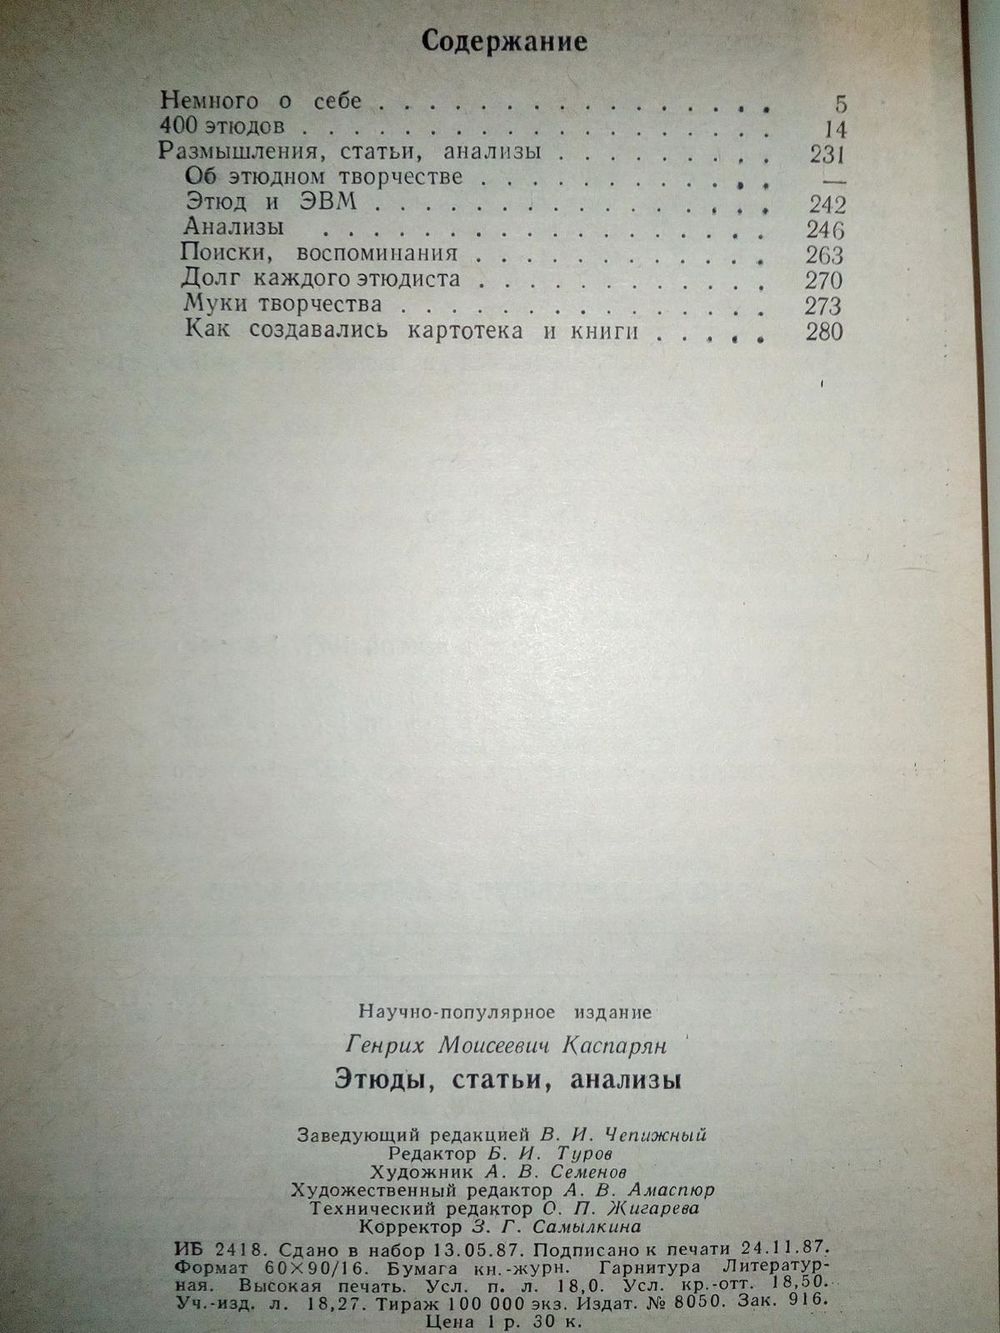 Содержание
Немного о себе . . . . . . . . . . . . . . . . . 5
400 этюдов . . . . . . . . . . . . . . . . . . . 14
Размышления, статьи, анализы . . . . . . . . . 231
Об этюдном творчестве . . . . . . . . . . . . —
Этюд и ЭВМ . . . . . . . . . . . . . . . . 242
Анализы . . . . . . . . . . . . . . . . . . 246
Поиски, воспоминания . . . . . . . . . . . . 263
Долг каждого этюдиста . . . . . . . . . . . . 270
Муки творчества . . . . . . . . . . . . . . . 273
Как создавались картотека и книги . . . . . 280
Научно-популярное издание
Генрих Моисеевич Каспарян
Этюды, статьи, анализы
Заведующий редакцией В. И. Чепижный
Редактор Б. И. Туров
Художник А. В. Семенов
Художественный редактор А. В. Амаспюр
Технический редактор О. П. Жигарева
Корректор З. Г. Самылкина
ИБ 2418. Сдано в набор 13.05.87. Подписано к печати 24.11.87.
Формат 60×90/16. Бумага кн.-журн. Гарнитура Литератур-
ная. Высокая печать. Усл. п. л. 18,0. Усл. кр.-отт. 18,50.
Уч.-изд. л. 18,27. Тираж 100 000 экз. Издат. № 8050. Зак. 916.
Цена 1 р. 30 к.